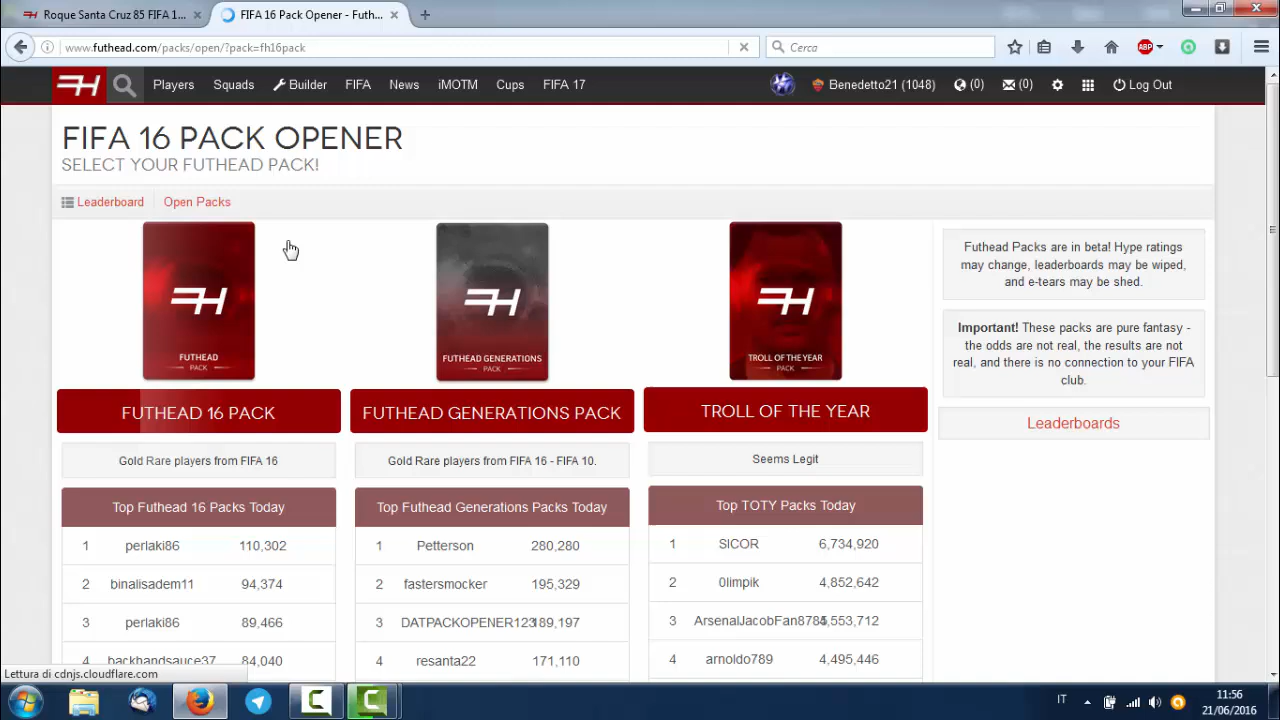 Roque Santa Cruz 85 FIFA 1...
FIFA 16 Pack Opener - Futh...
www.futhead.com/packs/open/?pack=fh16pack
Cerca
ABP
FH
Players Squads Builder FIFA News iMOTM Cups FIFA 17
Benedetto21 (1048) (0) (0) Log Out
FIFA 16 PACK OPENER
SELECT YOUR FUTHEAD PACK!
Leaderboard Open Packs
FH
FUTHEAD
PACK
FUTHEAD 16 PACK
Gold Rare players from FIFA 16
Top Futhead 16 Packs Today
1 perlaki86 110,302
2 binalisadem11 94,374
3 perlaki86 89,466
4 backhandsauce37 84,040
FH
FUTHEAD GENERATIONS
PACK
FUTHEAD GENERATIONS PACK
Gold Rare players from FIFA 16 - FIFA 10.
Top Futhead Generations Packs Today
1 Petterson 280,280
2 fastersmocker 195,329
3 DATPACKOPENER123 189,197
4 resanta22 171,110
FH
TROLL OF THE YEAR
PACK
TROLL OF THE YEAR
Seems Legit
Top TOTY Packs Today
1 SICOR 6,734,920
2 0limpik 4,852,642
3 ArsenalJacobFan8785 4,553,712
4 arnoldo789 4,495,446
Futhead Packs are in beta! Hype ratings
may change, leaderboards may be wiped,
and e-tears may be shed.
Important! These packs are pure fantasy -
the odds are not real, the results are not
real, and there is no connection to your FIFA
club.
Leaderboards
Lettura di cdnjs.cloudflare.com
IT
11:56
21/06/2016